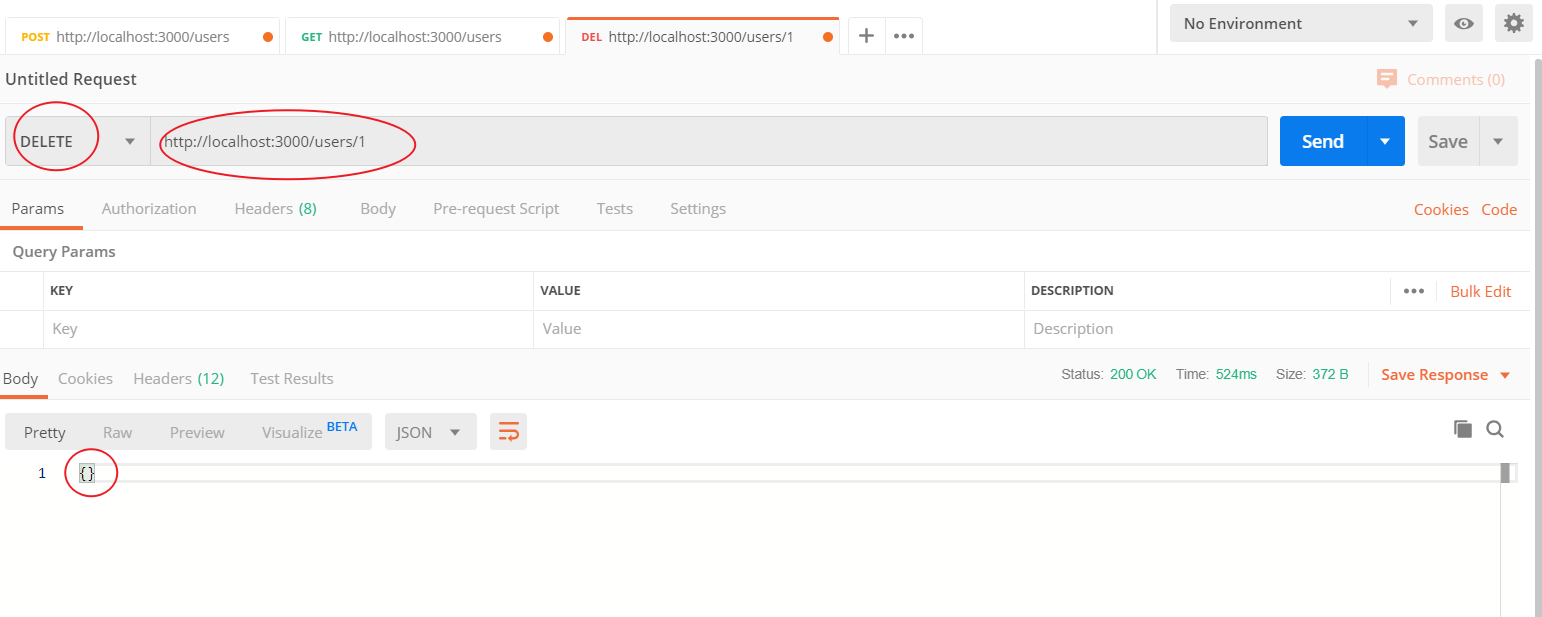 POST http://localhost:3000/users GET http://localhost:3000/users DEL http://localhost:3000/users/1 + ••• No Environment
Untitled Request Comments (0)
DELETE http://localhost:3000/users/1 Send Save
Params Authorization Headers (8) Body Pre-request Script Tests Settings Cookies Code
Query Params
KEY VALUE DESCRIPTION ••• Bulk Edit
Key Value Description
Body Cookies Headers (12) Test Results Status: 200 OK Time: 524ms Size: 372 B Save Response
Pretty Raw Preview Visualize BETA JSON
1 {}